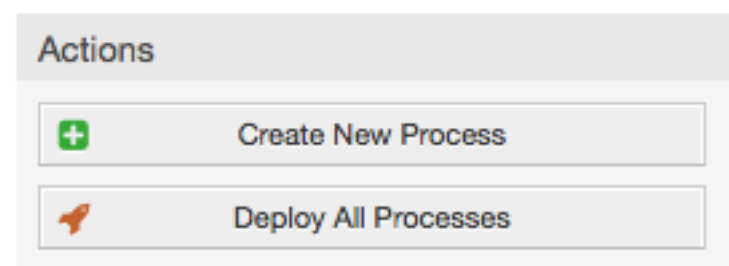 Actions
Create New Process
Deploy All Processes